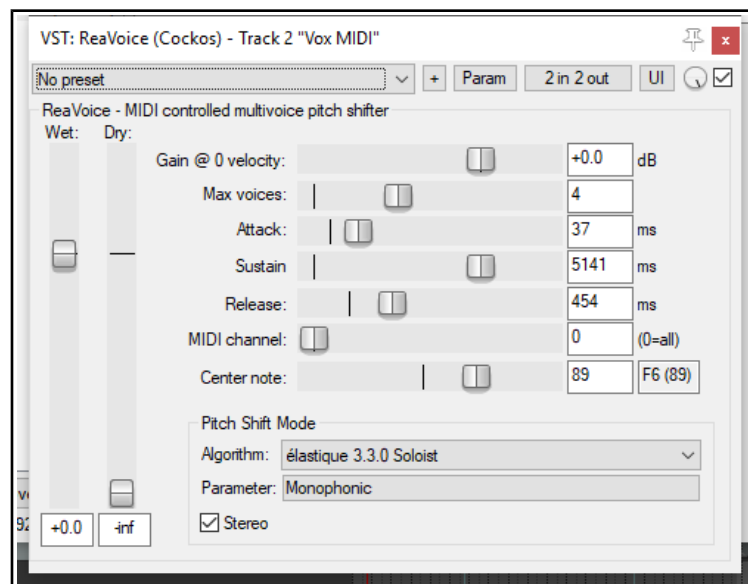 VST: ReaVoice (Cockos) - Track 2 "Vox MIDI"
No preset + Param 2 in 2 out UI
ReaVoice - MIDI controlled multivoice pitch shifter
Wet: Dry:
Gain @ 0 velocity: +0.0 dB
Max voices: 4
Attack: 37 ms
Sustain 5141 ms
Release: 454 ms
MIDI channel: 0 (0=all)
Center note: 89 F6 (89)
Pitch Shift Mode
Algorithm: élastique 3.3.0 Soloist
Parameter: Monophonic
Stereo
+0.0 -inf